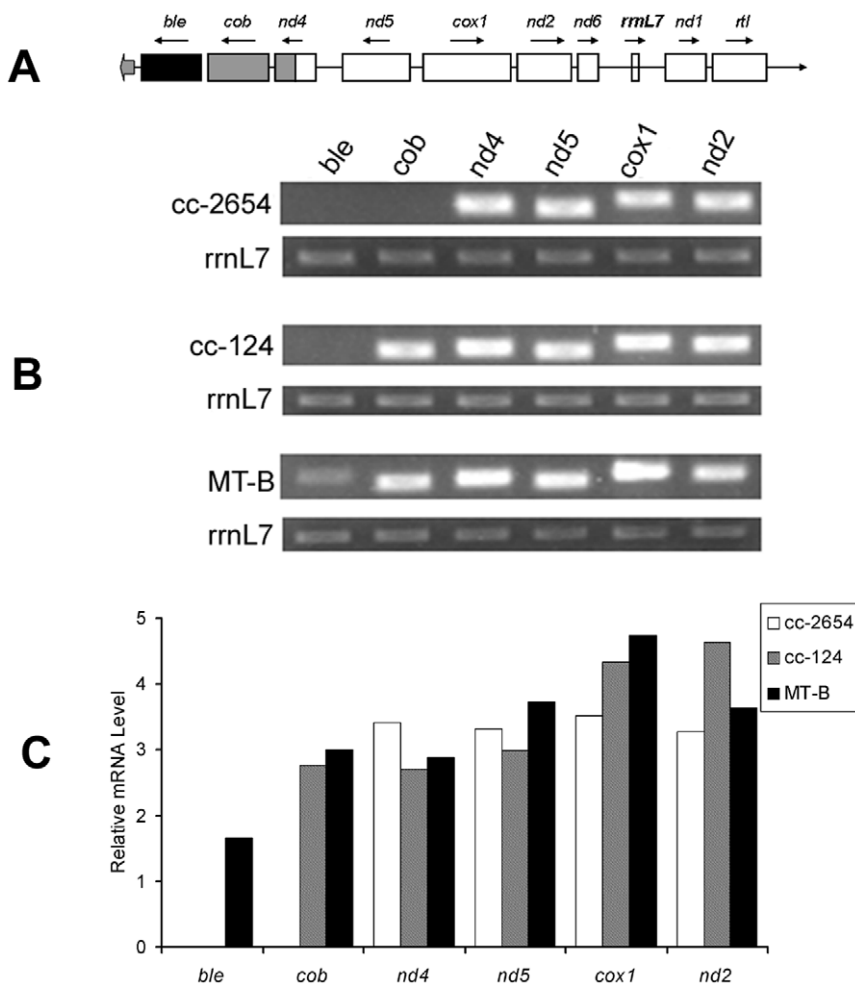 ble cob nd4 nd5 cox1 nd2 nd6 rrnL7 nd1 rtl
A
ble cob nd4 nd5 cox1 nd2
cc-2654
rrnL7
cc-124
B
rrnL7
MT-B
rrnL7
C
Relative mRNA Level
5
4
3
2
1
0
cc-2654
cc-124
MT-B
ble cob nd4 nd5 cox1 nd2